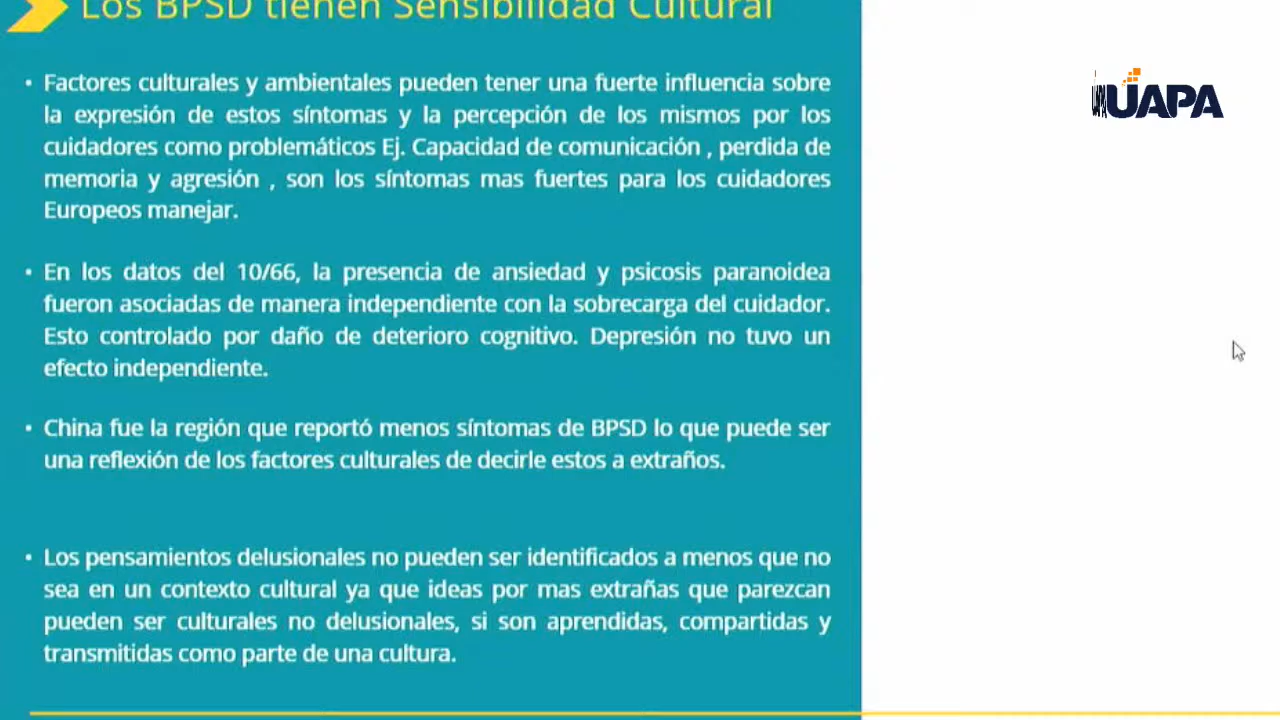 Los BPSD tienen Sensibilidad Cultural
• Factores culturales y ambientales pueden tener una fuerte influencia sobre
la expresión de estos síntomas y la percepción de los mismos por los
cuidadores como problemáticos Ej. Capacidad de comunicación , perdida de
memoria y agresión , son los síntomas mas fuertes para los cuidadores
Europeos manejar.
• En los datos del 10/66, la presencia de ansiedad y psicosis paranoidea
fueron asociadas de manera independiente con la sobrecarga del cuidador.
Esto controlado por daño de deterioro cognitivo. Depresión no tuvo un
efecto independiente.
• China fue la región que reportó menos síntomas de BPSD lo que puede ser
una reflexión de los factores culturales de decirle estos a extraños.
• Los pensamientos delusionales no pueden ser identificados a menos que no
sea en un contexto cultural ya que ideas por mas extrañas que parezcan
pueden ser culturales no delusionales, si son aprendidas, compartidas y
transmitidas como parte de una cultura.
UAPA